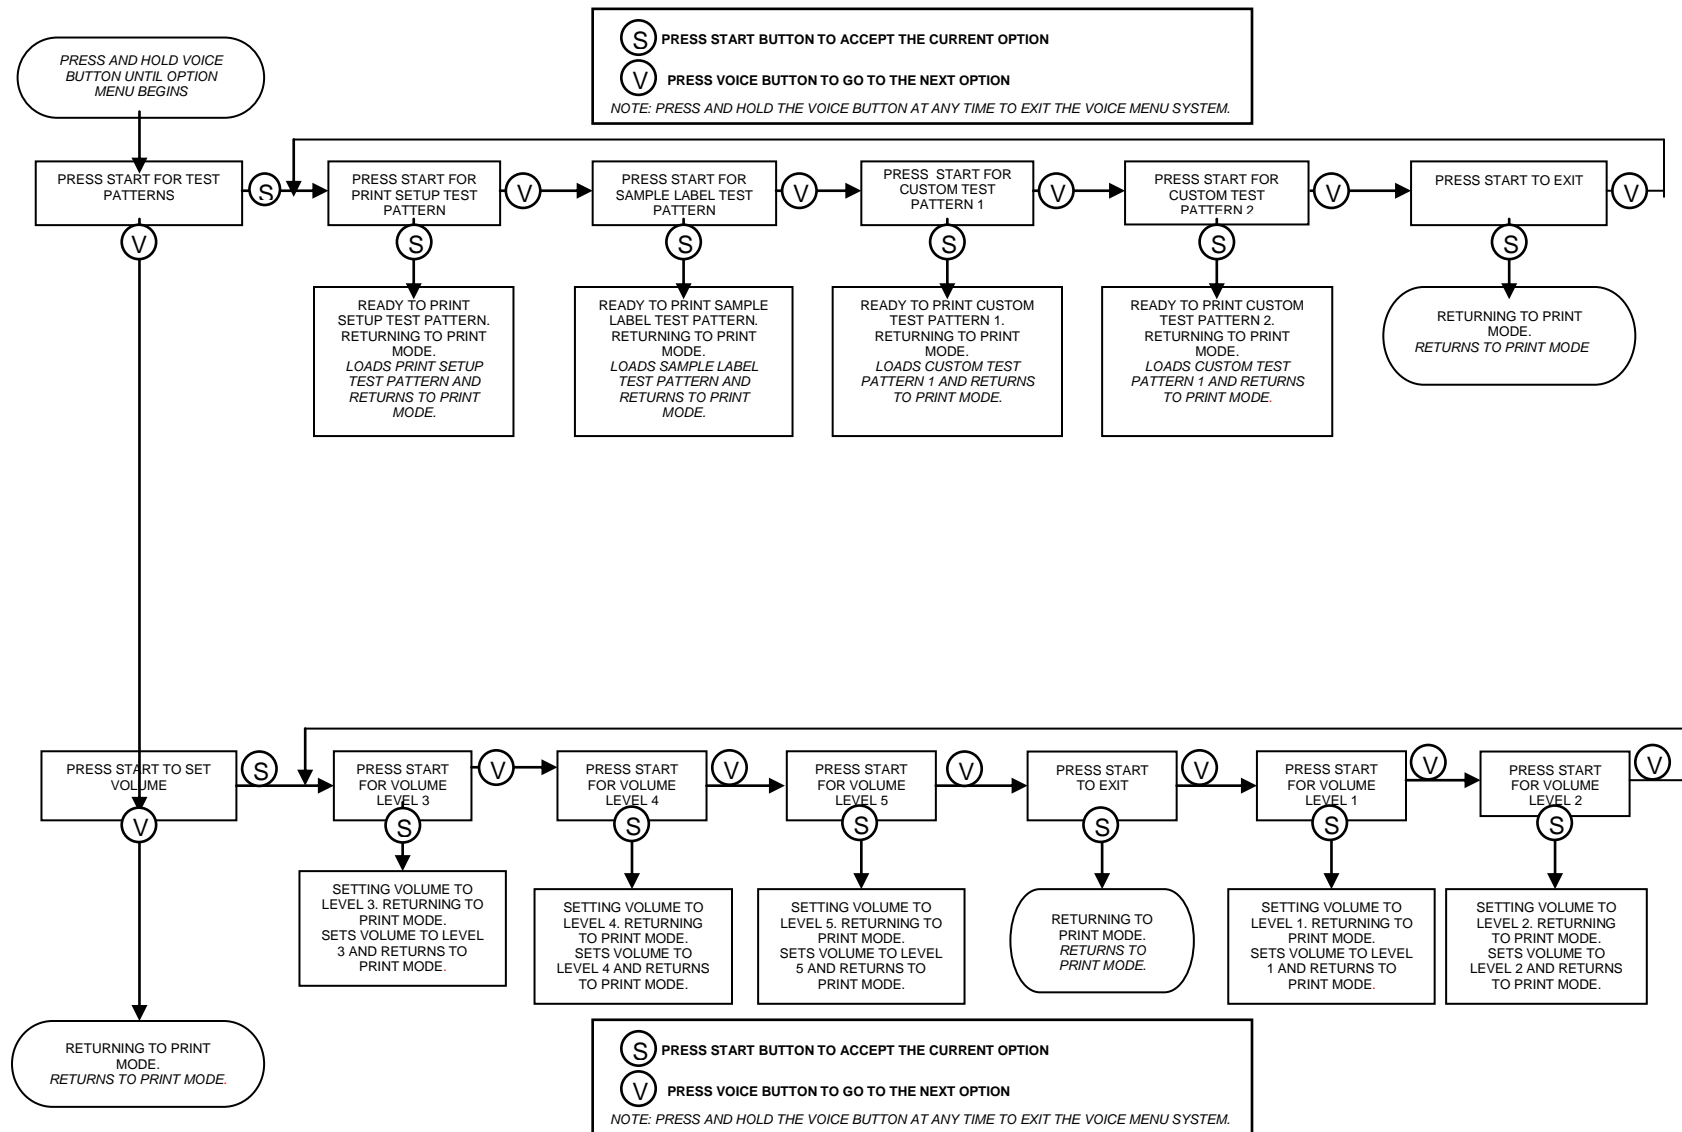 PRESS AND HOLD VOICE
BUTTON UNTIL OPTION
MENU BEGINS
S PRESS START BUTTON TO ACCEPT THE CURRENT OPTION
V PRESS VOICE BUTTON TO GO TO THE NEXT OPTION
NOTE: PRESS AND HOLD THE VOICE BUTTON AT ANY TIME TO EXIT THE VOICE MENU SYSTEM.
PRESS START FOR TEST
PATTERNS
S
PRESS START FOR
PRINT SETUP TEST
PATTERN
V
PRESS START FOR
SAMPLE LABEL TEST
PATTERN
V
PRESS START FOR
CUSTOM TEST
PATTERN 1
V
PRESS START FOR
CUSTOM TEST
PATTERN 2
V
PRESS START TO EXIT
V
V
S
S
S
S
S
READY TO PRINT
SETUP TEST PATTERN.
RETURNING TO PRINT
MODE.
LOADS PRINT SETUP
TEST PATTERN AND
RETURNS TO PRINT
MODE.
READY TO PRINT SAMPLE
LABEL TEST PATTERN.
RETURNING TO PRINT
MODE.
LOADS SAMPLE LABEL
TEST PATTERN AND
RETURNS TO PRINT
MODE.
READY TO PRINT CUSTOM
TEST PATTERN 1.
RETURNING TO PRINT
MODE.
LOADS CUSTOM TEST
PATTERN 1 AND RETURNS
TO PRINT MODE.
READY TO PRINT CUSTOM
TEST PATTERN 2.
RETURNING TO PRINT
MODE.
LOADS CUSTOM TEST
PATTERN 1 AND RETURNS
TO PRINT MODE.
RETURNING TO PRINT
MODE.
RETURNS TO PRINT MODE
PRESS START TO SET
VOLUME
S
PRESS START
FOR VOLUME
LEVEL 3
V
PRESS START
FOR VOLUME
LEVEL 4
V
PRESS START
FOR VOLUME
LEVEL 5
V
PRESS START
TO EXIT
V
PRESS START
FOR VOLUME
LEVEL 1
V
PRESS START
FOR VOLUME
LEVEL 2
V
V
S
S
S
S
S
S
SETTING VOLUME TO
LEVEL 3. RETURNING TO
PRINT MODE.
SETS VOLUME TO LEVEL
3 AND RETURNS TO
PRINT MODE.
SETTING VOLUME TO
LEVEL 4. RETURNING
TO PRINT MODE.
SETS VOLUME TO
LEVEL 4 AND RETURNS
TO PRINT MODE.
SETTING VOLUME TO
LEVEL 5. RETURNING TO
PRINT MODE.
SETS VOLUME TO LEVEL
5 AND RETURNS TO
PRINT MODE.
RETURNING TO
PRINT MODE.
RETURNS TO
PRINT MODE.
SETTING VOLUME TO
LEVEL 1. RETURNING TO
PRINT MODE.
SETS VOLUME TO LEVEL
1 AND RETURNS TO
PRINT MODE.
SETTING VOLUME TO
LEVEL 2. RETURNING
TO PRINT MODE.
SETS VOLUME TO
LEVEL 2 AND RETURNS
TO PRINT MODE.
RETURNING TO PRINT
MODE.
RETURNS TO PRINT MODE.
S PRESS START BUTTON TO ACCEPT THE CURRENT OPTION
V PRESS VOICE BUTTON TO GO TO THE NEXT OPTION
NOTE: PRESS AND HOLD THE VOICE BUTTON AT ANY TIME TO EXIT THE VOICE MENU SYSTEM.